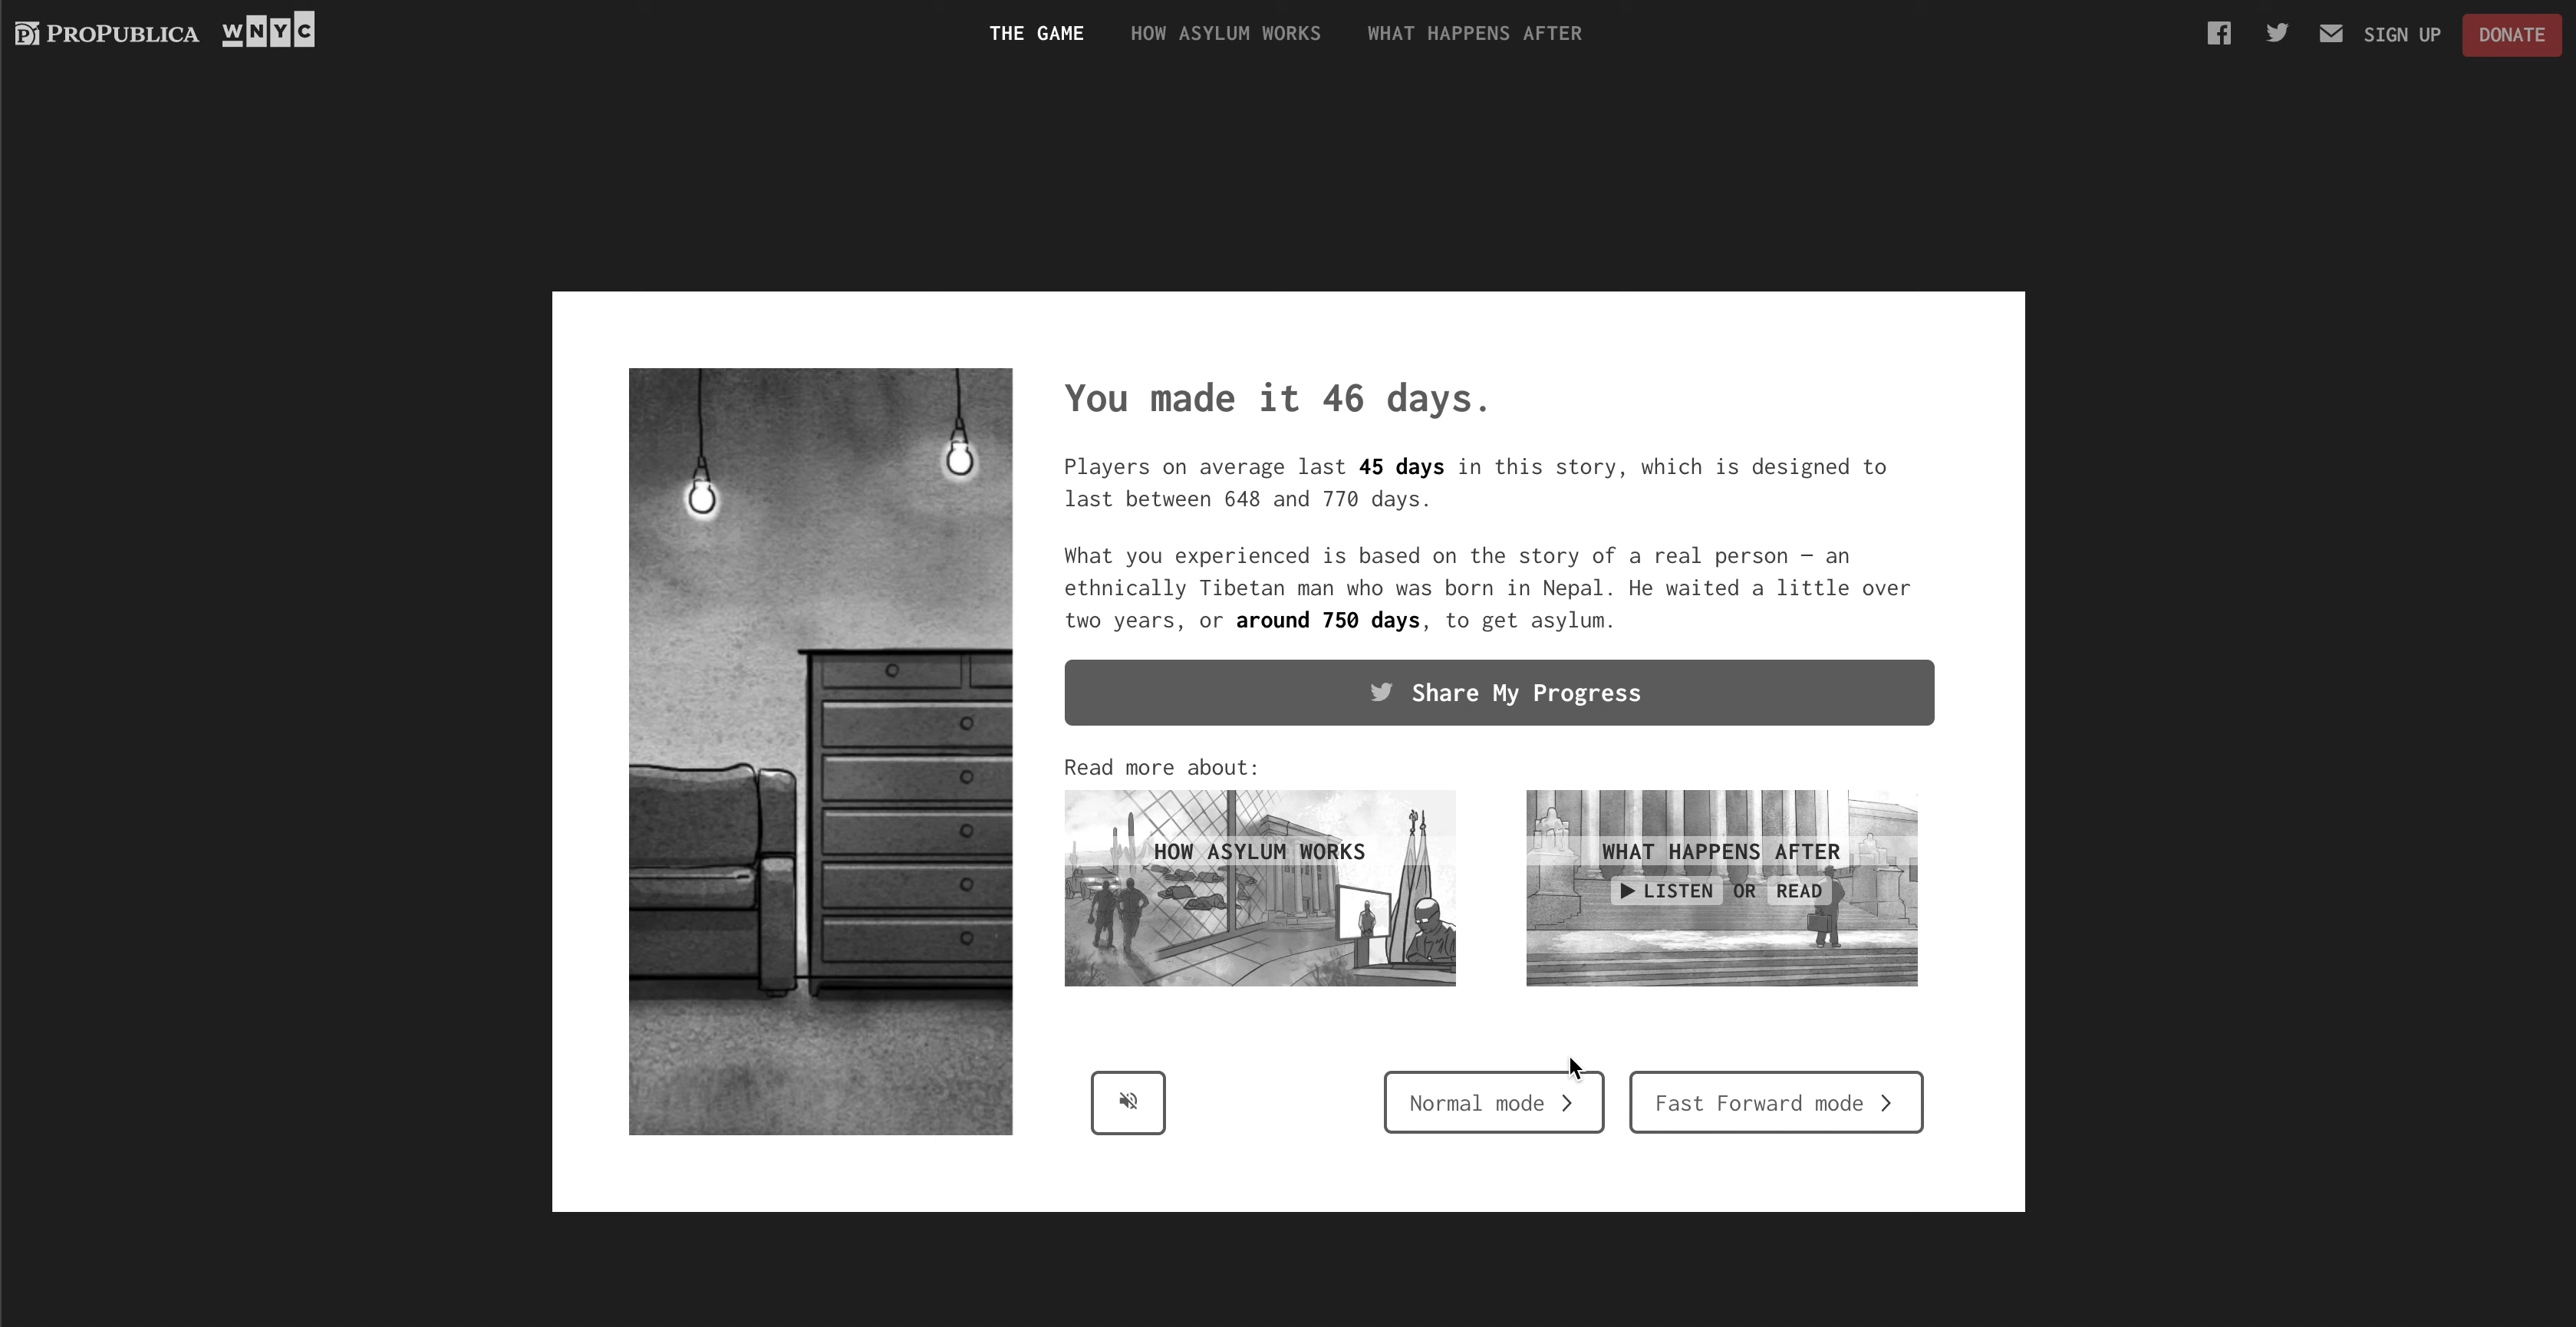 PROPUBLICA WNYC THE GAME HOW ASYLUM WORKS WHAT HAPPENS AFTER SIGN UP DONATE
You made it 46 days.
Players on average last 45 days in this story, which is designed to
last between 648 and 770 days.
What you experienced is based on the story of a real person — an
ethnically Tibetan man who was born in Nepal. He waited a little over
two years, or around 750 days, to get asylum.
Share My Progress
Read more about:
HOW ASYLUM WORKS
WHAT HAPPENS AFTER
LISTEN OR READ
Normal mode
Fast Forward mode